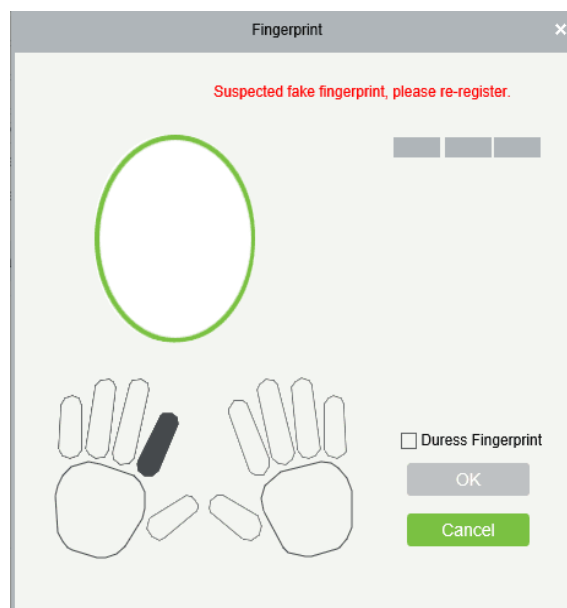 Fingerprint
Suspected fake fingerprint, please re-register.
Duress Fingerprint
OK
Cancel